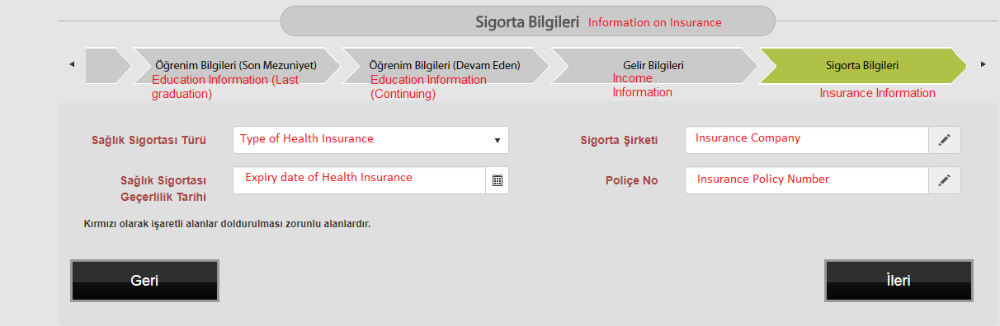 Sigorta Bilgileri Information on Insurance
Öğrenim Bilgileri (Son Mezuniyet) Öğrenim Bilgileri (Devam Eden) Gelir Bilgileri Sigorta Bilgileri
Education Information (Last Education Information Income
graduation) (Continuing) Information Insurance Information
Sağlık Sigortası Türü Type of Health Insurance Sigorta Şirketi Insurance Company
Sağlık Sigortası Expiry date of Health Insurance Poliçe No Insurance Policy Number
Geçerlilik Tarihi
Kırmızı olarak işaretli alanlar doldurulması zorunlu alanlardır.
Geri İleri